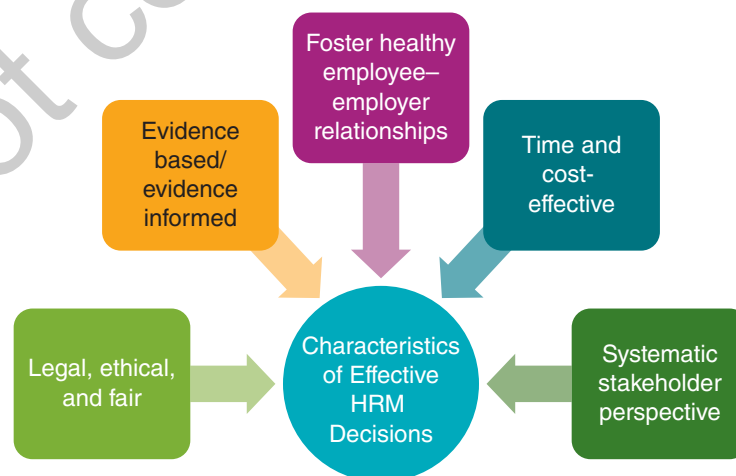 Foster healthy
employee–
employer
relationships
Evidence
based/
evidence
informed
Time and
cost-
effective
Legal, ethical,
and fair
Characteristics
of Effective
HRM
Decisions
Systematic
stakeholder
perspective